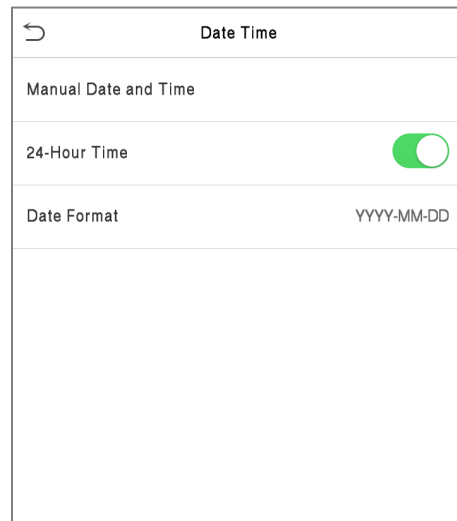 Date Time
Manual Date and Time
24-Hour Time
Date Format YYYY-MM-DD